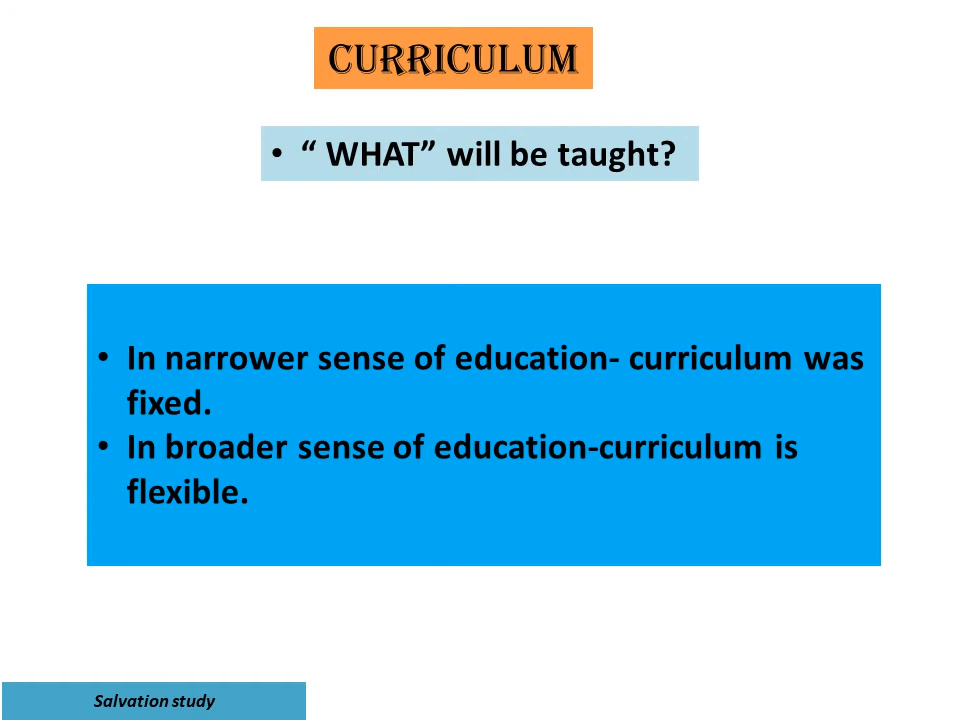 CURRICULUM
• “ WHAT” will be taught?
• In narrower sense of education- curriculum was
fixed.
• In broader sense of education-curriculum is
flexible.
Salvation study